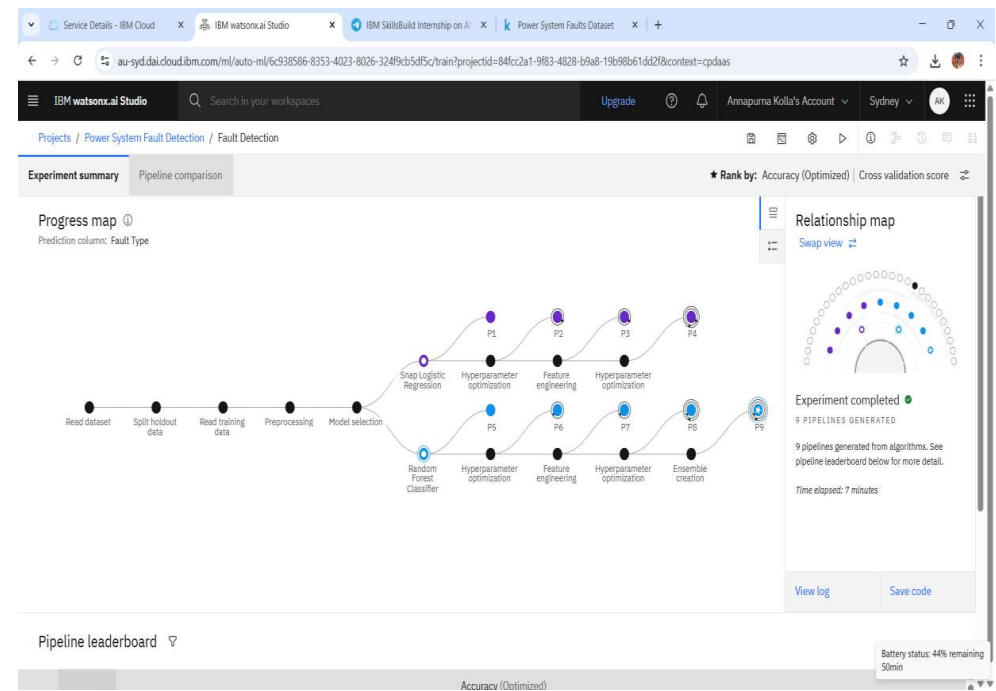 Service Details - IBM Cloud
IBM watsonx.ai Studio
IBM SkillsBuild Internship on AI
Power System Faults Dataset
au-syd.dai.cloud.ibm.com/ml/auto-ml/6c938586-8353-4023-8026-324f9cb5df5c/train?projectid=84fcc2a1-9f83-4828-b9a8-19b98b61dd2f&context=cpdaas
IBM watsonx.ai Studio
Search in your workspaces
Upgrade
Annapurna Kolla's Account
Sydney
AK
Projects / Power System Fault Detection / Fault Detection
Experiment summary
Pipeline comparison
★ Rank by: Accuracy (Optimized) | Cross validation score
Progress map
Prediction column: Fault Type
P1
P2
P3
P4
Snap Logistic
Regression
Hyperparameter
optimization
Feature
engineering
Hyperparameter
optimization
Read dataset
Split holdout
data
Read training
data
Preprocessing
Model selection
P5
P6
P7
P8
P9
Random
Forest
Classifier
Hyperparameter
optimization
Feature
engineering
Hyperparameter
optimization
Ensemble
creation
Relationship map
Swap view
Experiment completed
9 PIPELINES GENERATED
9 pipelines generated from algorithms. See
pipeline leaderboard below for more detail.
Time elapsed: 7 minutes
View log
Save code
Pipeline leaderboard
Battery status: 44% remaining
50min
Accuracy (Optimized)